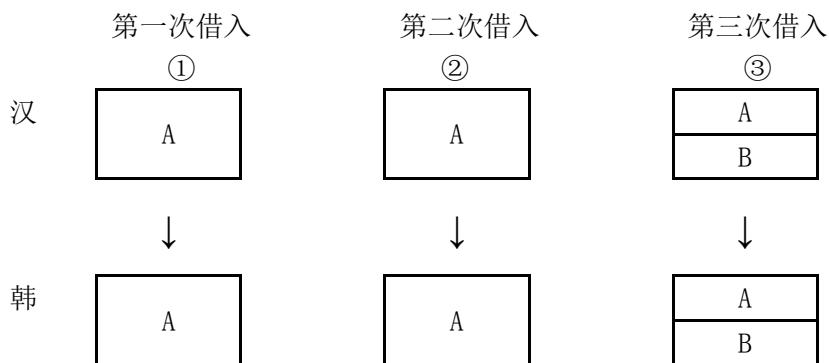 第一次借入 第二次借入 第三次借入
① ② ③
汉 A A A
B
↓ ↓ ↓
韩 A A A
B